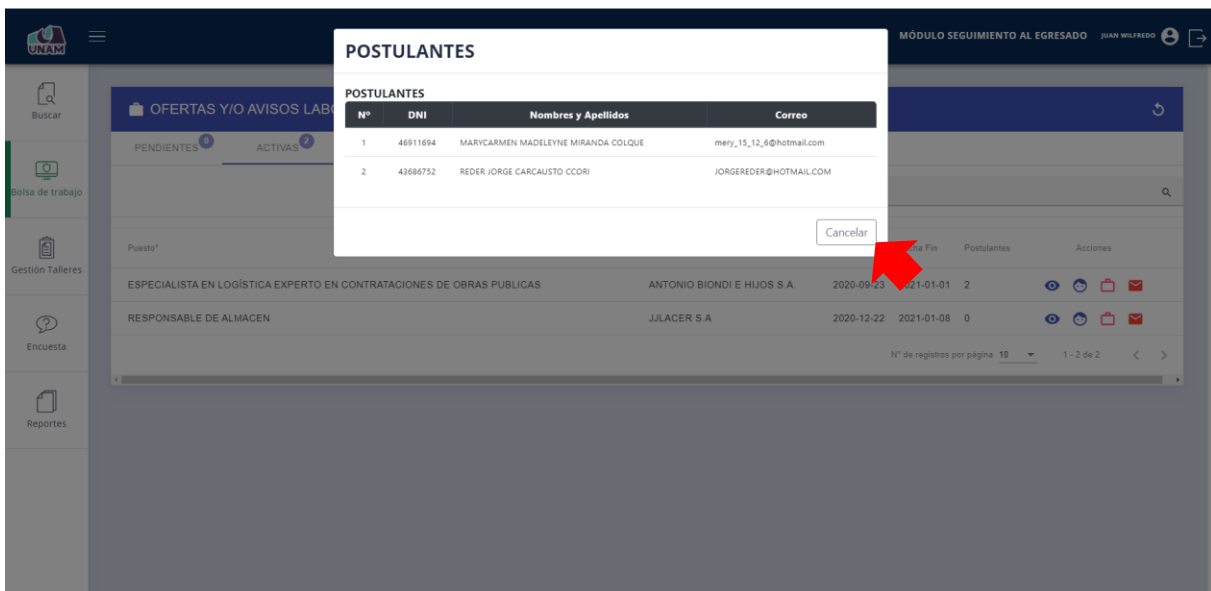 UNAM
MÓDULO SEGUIMIENTO AL EGRESADO JUAN WILFREDO
POSTULANTES
POSTULANTES
Nº DNI Nombres y Apellidos Correo
1 46911694 MARYCARMEN MADELEYNE MIRANDA COLQUE mery_15_12_6@hotmail.com
2 43686752 REDER JORGE CARCAUSTO CCORI JORGEREDER@HOTMAIL.COM
Cancelar
Buscar
Bolsa de trabajo
Gestión Talleres
Encuesta
Reportes
OFERTAS Y/O AVISOS LAB
PENDIENTES 0 ACTIVAS 2
Puesto* Fin Postulantes Acciones
ESPECIALISTA EN LOGÍSTICA EXPERTO EN CONTRATACIONES DE OBRAS PUBLICAS ANTONIO BIONDI E HIJOS S.A. 2020-09-23 2021-01-01 2
RESPONSABLE DE ALMACEN JJLACER S.A 2020-12-22 2021-01-08 0
N° de registros por página 10 1 - 2 de 2